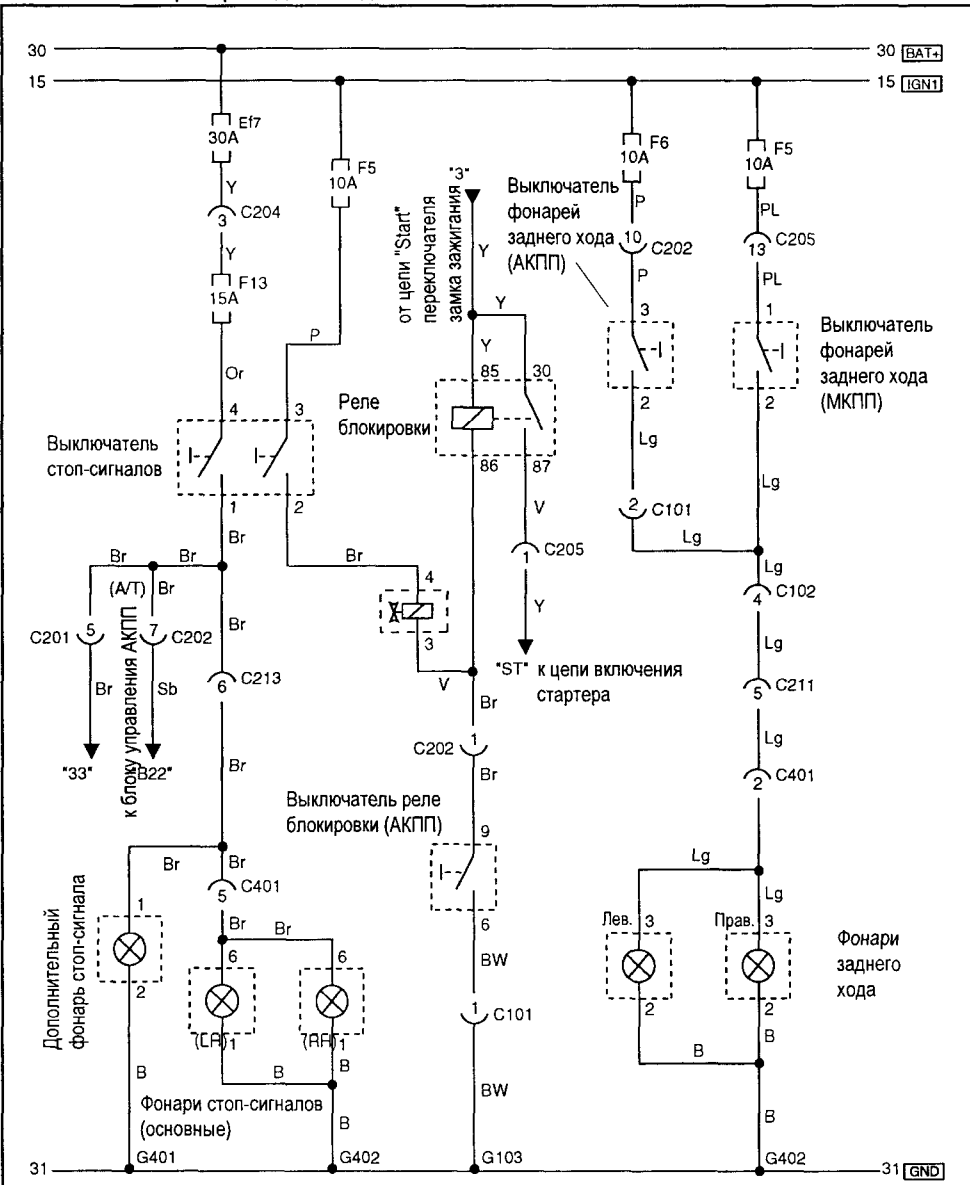 30
30 BAT+
15
15 IGN1
Ef7
30A
F5
10A
F6
10A
F5
10A
"3"
Выключатель
фонарей
заднего хода
(АКПП)
от цепи "Start"
переключателя
замка зажигания
Y
3
C204
Y
P
10
C202
PL
13
C205
F13
15A
Y
Y
P
PL
3
1
Выключатель
фонарей
заднего хода
(МКПП)
P
Or
Y
85
30
Реле
блокировки
4
3
2
2
Выключатель
стоп-сигналов
86
87
Lg
Lg
1
2
V
2
C101
Br
Lg
Br
Br
Br
1
C205
Lg
(A/T)
Br
4
4
C102
C201
5
7
C202
Br
3
Y
Lg
к блоку управления АКПП
Br
Sb
6
C213
V
"ST"
к цепи включения
стартера
5
C211
Br
Lg
"33"
"B22"
Br
C202
1
2
C401
Br
Выключатель реле
блокировки (АКПП)
9
Br
Br
Lg
5
C401
Lg
Дополнительный
фонарь стоп-сигнала
1
Br
Br
6
Лев.
3
Прав.
3
6
6
Фонари
заднего
хода
BW
2
1
1
2
2
1
C101
B
B
B
B
B
BW
Фонари стоп-сигналов
(основные)
B
B
G401
G402
G103
G402
31
31 GND